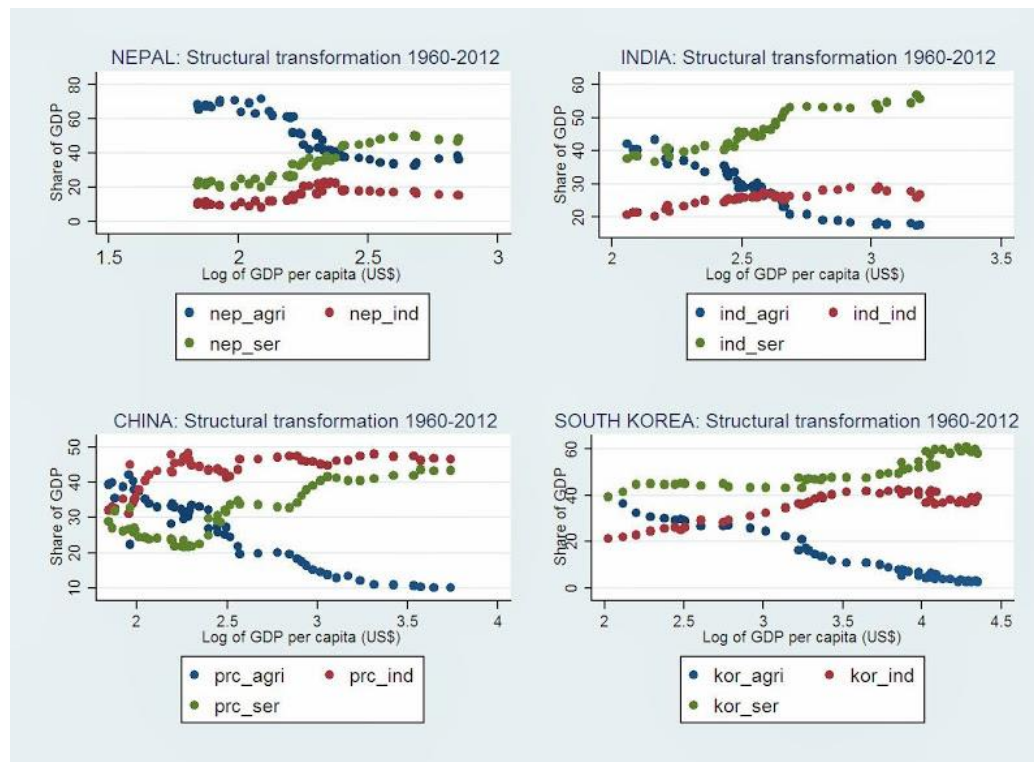 NEPAL: Structural transformation 1960-2012
Share of GDP
80
60
40
20
0
1.5
2
2.5
3
Log of GDP per capita (US$)
nep_agri nep_ind
nep_ser
INDIA: Structural transformation 1960-2012
Share of GDP
60
50
40
30
20
2
2.5
3
3.5
Log of GDP per capita (US$)
ind_agri ind_ind
ind_ser
CHINA: Structural transformation 1960-2012
Share of GDP
50
40
30
20
10
2
2.5
3
3.5
4
Log of GDP per capita (US$)
prc_agri prc_ind
prc_ser
SOUTH KOREA: Structural transformation 1960-2012
Share of GDP
60
40
20
0
2
2.5
3
3.5
4
4.5
Log of GDP per capita (US$)
kor_agri kor_ind
kor_ser